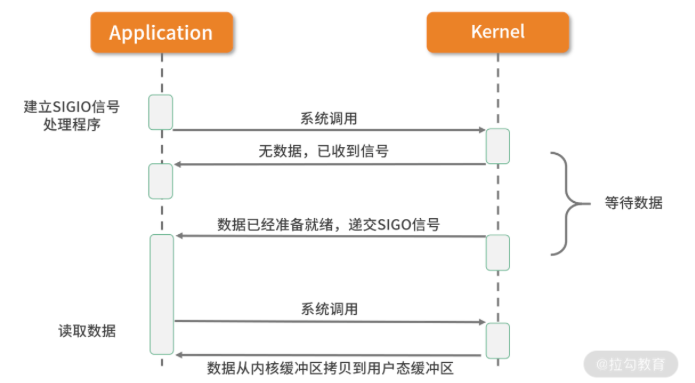 Application
Kernel
建立SIGIO信号
处理程序
系统调用
无数据，已收到信号
等待数据
数据已经准备就绪，递交SIGO信号
系统调用
读取数据
数据从内核缓冲区拷贝到用户态缓冲区
@拉勾教育